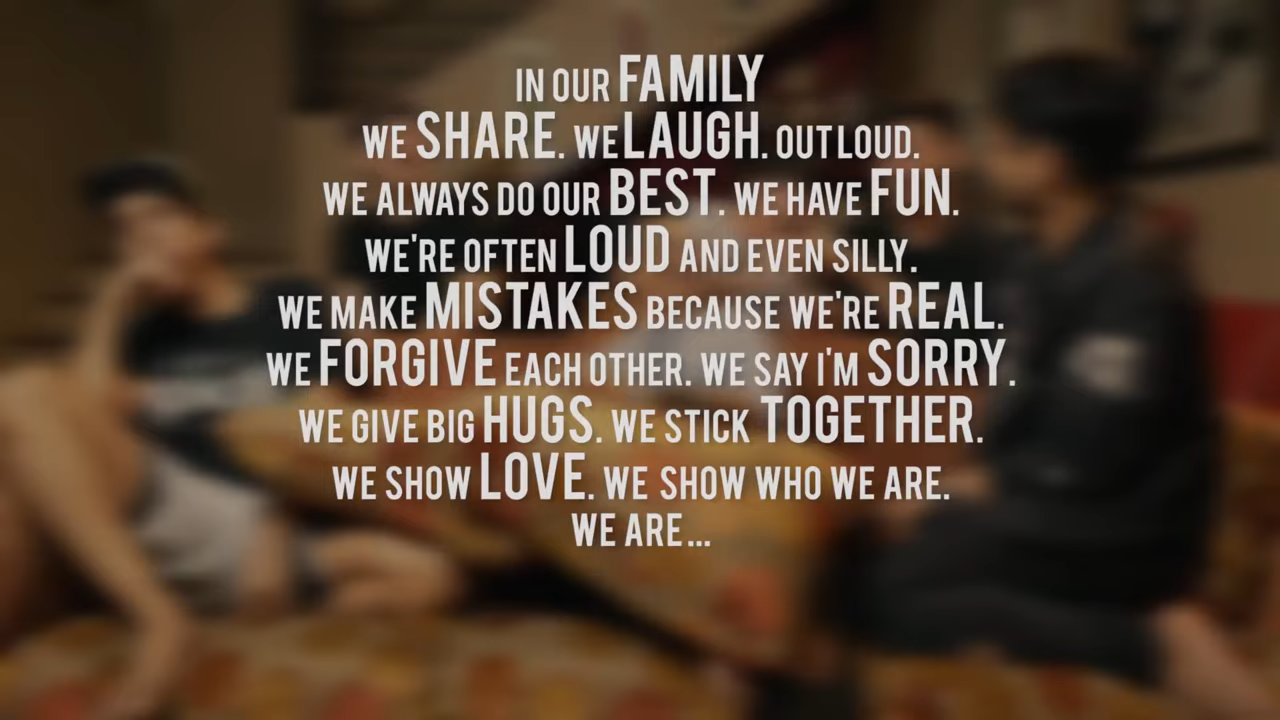 IN OUR FAMILY
WE SHARE. WE LAUGH. OUT LOUD.
WE ALWAYS DO OUR BEST. WE HAVE FUN.
WE'RE OFTEN LOUD AND EVEN SILLY.
WE MAKE MISTAKES BECAUSE WE'RE REAL.
WE FORGIVE EACH OTHER. WE SAY I'M SORRY.
WE GIVE BIG HUGS. WE STICK TOGETHER.
WE SHOW LOVE. WE SHOW WHO WE ARE.
WE ARE...